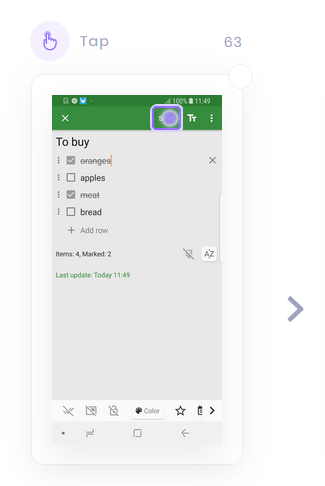 Tap 63
100% 11:49
Tт
To buy
oranges
apples
meat
bread
Add row
Items: 4, Marked: 2
AZ
Last update: Today 11:49
Color